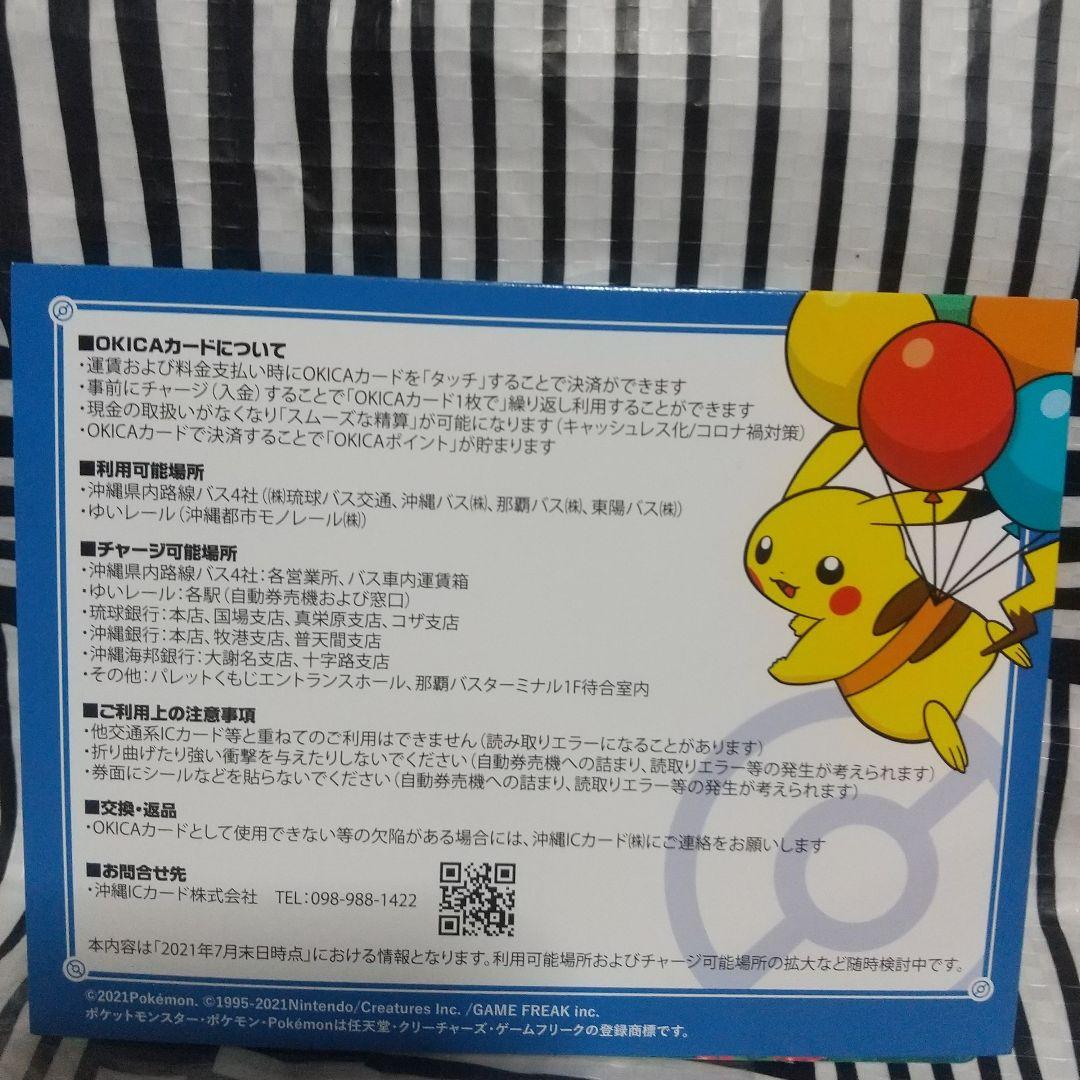 ■OKICAカードについて
・運賃および料金支払い時にOKICAカードを「タッチ」することで決済ができます
・事前にチャージ（入金）することで「OKICAカード1枚で」繰り返し利用することができます
・現金の取扱いがなくなり「スムーズな精算」が可能になります（キャッシュレス化/コロナ禍対策）
・OKICAカードで決済することで「OKICAポイント」が貯まります
■利用可能場所
・沖縄県内路線バス4社（㈱琉球バス交通、沖縄バス㈱、那覇バス㈱、東陽バス㈱）
・ゆいレール（沖縄都市モノレール㈱）
■チャージ可能場所
・沖縄県内路線バス4社：各営業所、バス車内運賃箱
・ゆいレール：各駅（自動券売機および窓口）
・琉球銀行：本店、国場支店、真栄原支店、コザ支店
・沖縄銀行：本店、牧港支店、普天間支店
・沖縄海邦銀行：大謝名支店、十字路支店
・その他：パレットくもじエントランスホール、那覇バスターミナル1F待合室内
■ご利用上の注意事項
・他交通系ICカード等と重ねてのご利用はできません（読み取りエラーになることがあります）
・折り曲げたり強い衝撃を与えたりしないでください（自動券売機への詰まり、読取りエラー等の発生が考えられます）
・券面にシールなどを貼らないでください（自動券売機への詰まり、読取りエラー等の発生が考えられます）
■交換・返品
・OKICAカードとして使用できない等の欠陥がある場合には、沖縄ICカード㈱にご連絡をお願いします
■お問合せ先
・沖縄ICカード株式会社 TEL：098-988-1422
本内容は「2021年7月末日時点」における情報となります。利用可能場所およびチャージ可能場所の拡大など随時検討中です。
©2021Pokémon. ©1995-2021Nintendo/Creatures Inc. /GAME FREAK inc.
ポケットモンスター・ポケモン・Pokémonは任天堂・クリーチャーズ・ゲームフリークの登録商標です。